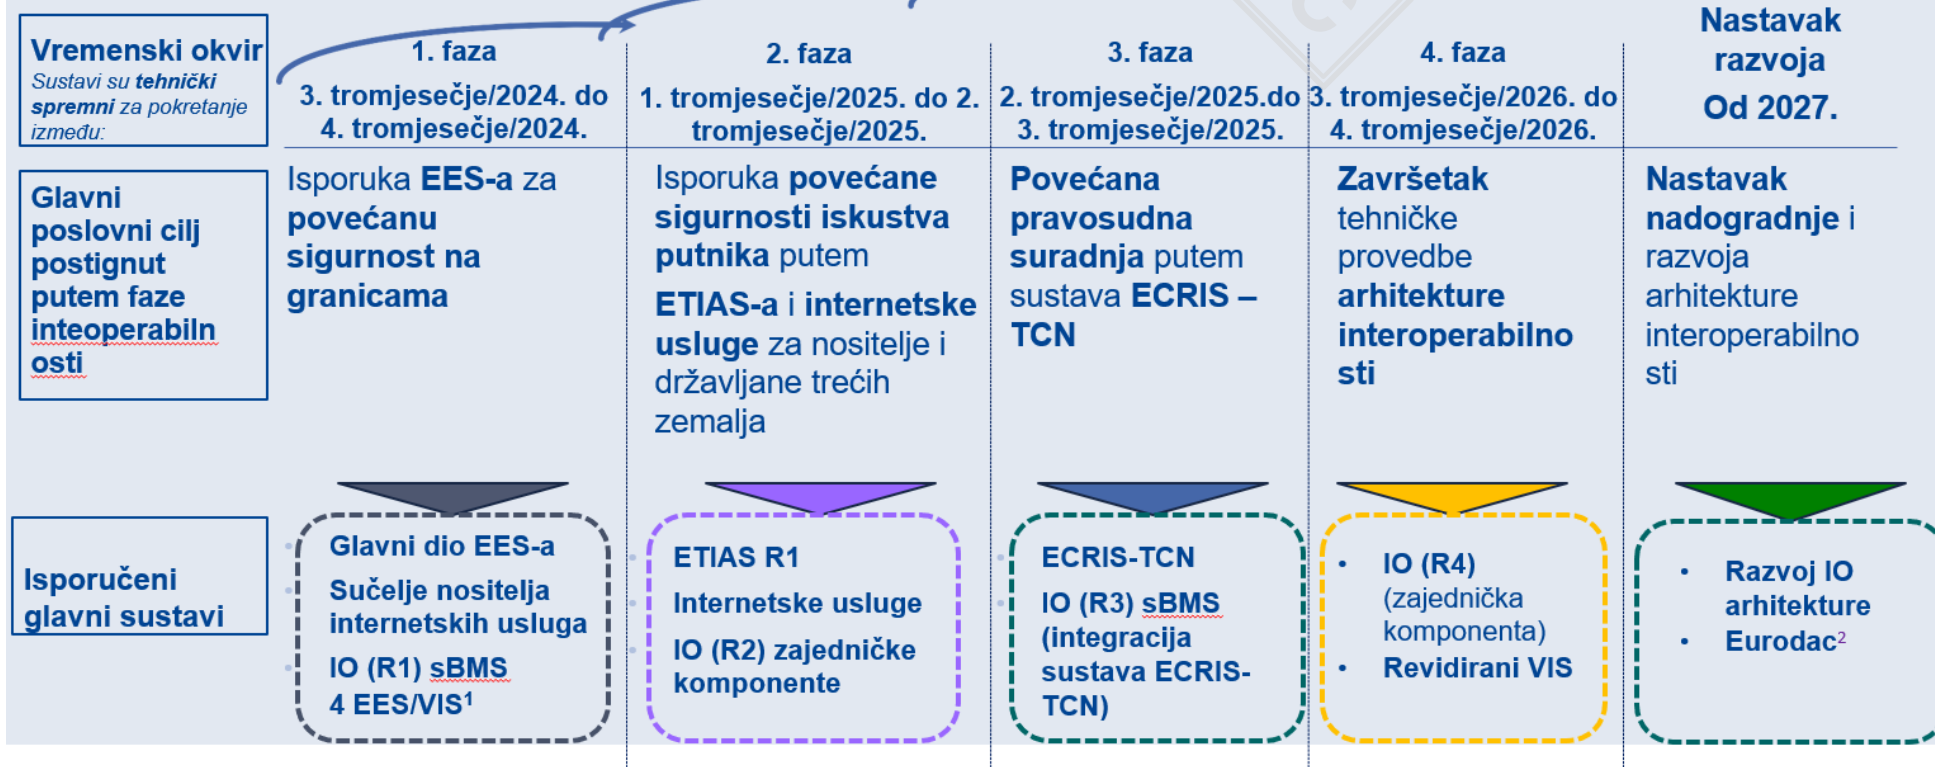 Vremenski okvir
Sustavi su tehnički
spremni za pokretanje
između:
1. faza
3. tromjesečje/2024. do
4. tromjesečje/2024.
2. faza
1. tromjesečje/2025. do 2.
tromjesečje/2025.
3. faza
2. tromjesečje/2025.do
3. tromjesečje/2025.
4. faza
3. tromjesečje/2026. do
4. tromjesečje/2026.
Nastavak
razvoja
Od 2027.
Glavni
poslovni cilj
postignut
putem faze
inteoperabiln
osti
Isporuka EES-a za
povećanu
sigurnost na
granicama
Isporuka povećane
sigurnosti iskustva
putnika putem
ETIAS-a i internetske
usluge za nositelje i
državljane trećih
zemalja
Povećana
pravosudna
suradnja putem
sustava ECRIS –
TCN
Završetak
tehničke
provedbe
arhitekture
interoperabilno
sti
Nastavak
nadogradnje i
razvoja
arhitekture
interoperabilno
sti
Isporučeni
glavni sustavi
• Glavni dio EES-a
• Sučelje nositelja
internetskih usluga
• IO (R1) sBMS
4 EES/VIS¹
• ETIAS R1
• Internetske usluge
• IO (R2) zajedničke
komponente
• ECRIS-TCN
• IO (R3) sBMS
(integracija
sustava ECRIS-
TCN)
• IO (R4)
(zajednička
komponenta)
• Revidirani VIS
• Razvoj IO
arhitekture
• Eurodac²